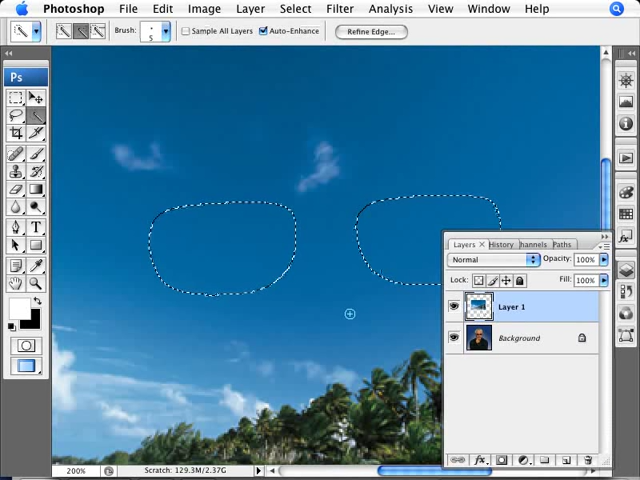 Photoshop File Edit Image Layer Select Filter Analysis View Window Help
Brush: 5 Sample All Layers Auto-Enhance Refine Edge...
Ps
T
Layers × History hannels Paths
Normal Opacity: 100%
Lock: Fill: 100%
Layer 1
Background
fx
200% Scratch: 129.3M/2.37G